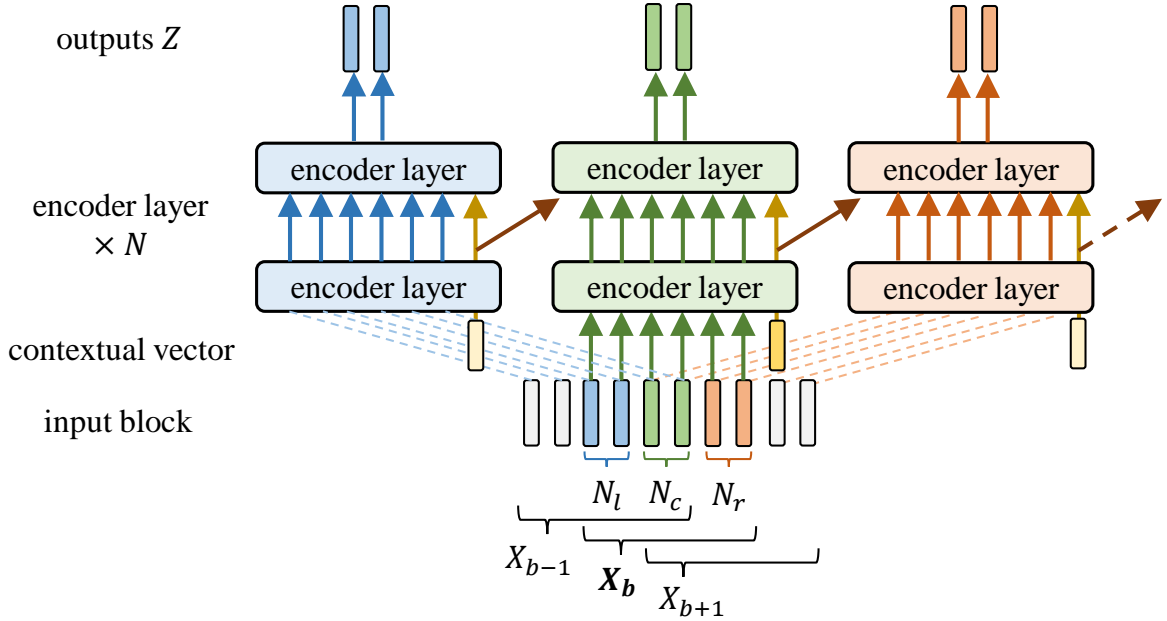 outputs Z
encoder layer encoder layer encoder layer
encoder layer
× N
encoder layer encoder layer encoder layer
contextual vector
input block
N_l N_c N_r
X_{b−1}
X_b
X_{b+1}